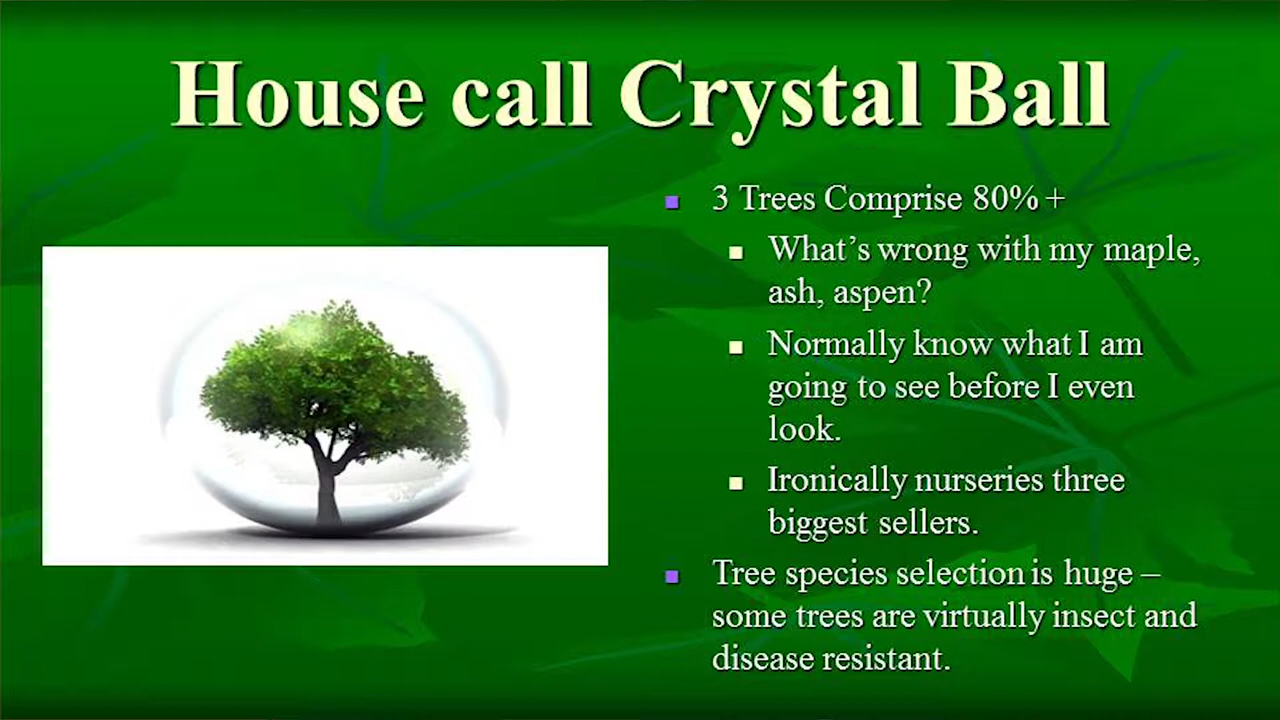 House call Crystal Ball
3 Trees Comprise 80% +
What’s wrong with my maple,
ash, aspen?
Normally know what I am
going to see before I even
look.
Ironically nurseries three
biggest sellers.
Tree species selection is huge –
some trees are virtually insect and
disease resistant.